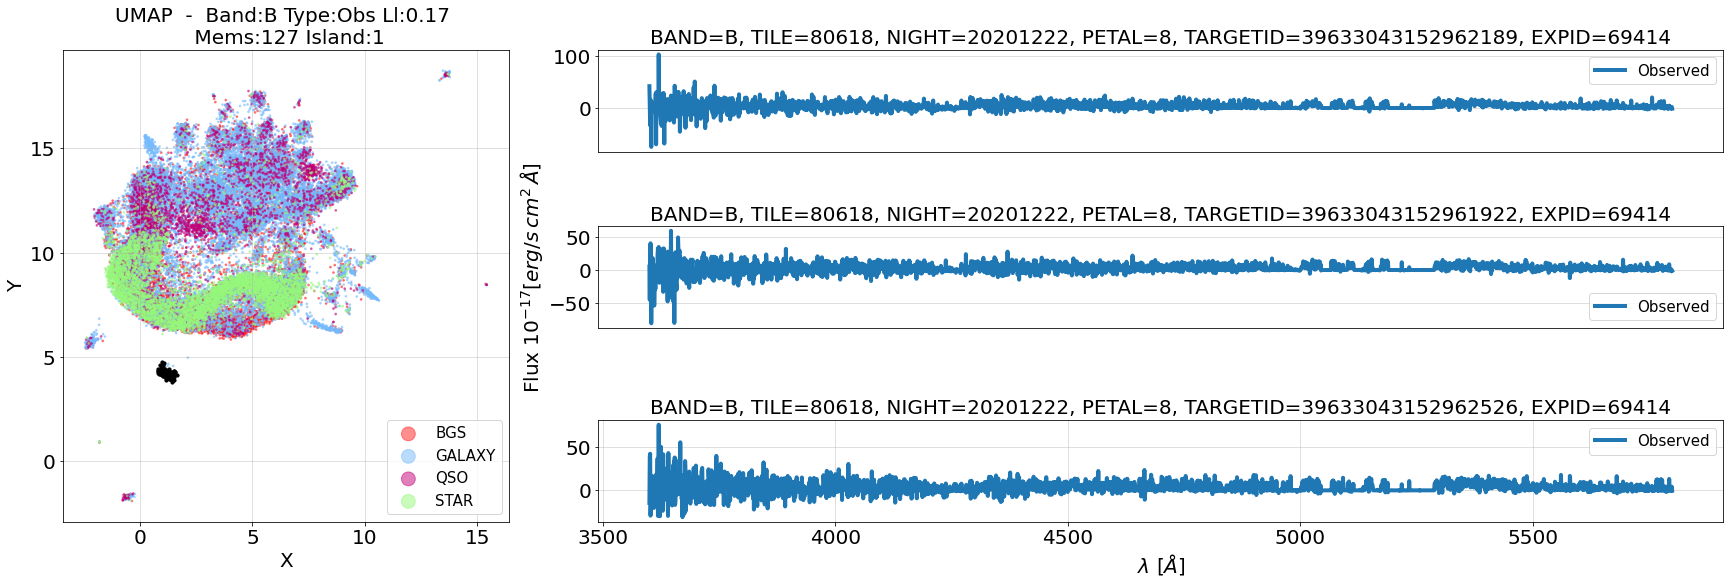 UMAP - Band:B Type:Obs Ll:0.17
Mems:127 Island:1
Y
15
10
5
0
0
5
10
15
X
BGS
GALAXY
QSO
STAR
Flux 10⁻¹⁷[erg/s cm² Å]
BAND=B, TILE=80618, NIGHT=20201222, PETAL=8, TARGETID=39633043152962189, EXPID=69414
100
0
Observed
BAND=B, TILE=80618, NIGHT=20201222, PETAL=8, TARGETID=39633043152961922, EXPID=69414
50
0
−50
Observed
BAND=B, TILE=80618, NIGHT=20201222, PETAL=8, TARGETID=39633043152962526, EXPID=69414
50
0
Observed
3500
4000
4500
5000
5500
λ [Å]